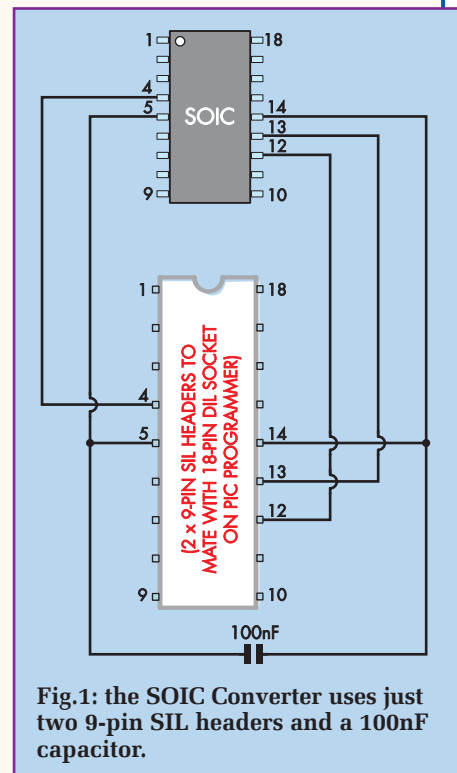 1
18
4
5
SOIC
14
13
12
9
10
1
18
4
5
(2 x 9-PIN SIL HEADERS TO
MATE WITH 18-PIN DIL SOCKET
ON PIC PROGRAMMER)
14
13
12
9
10
100nF
Fig.1: the SOIC Converter uses just
two 9-pin SIL headers and a 100nF
capacitor.